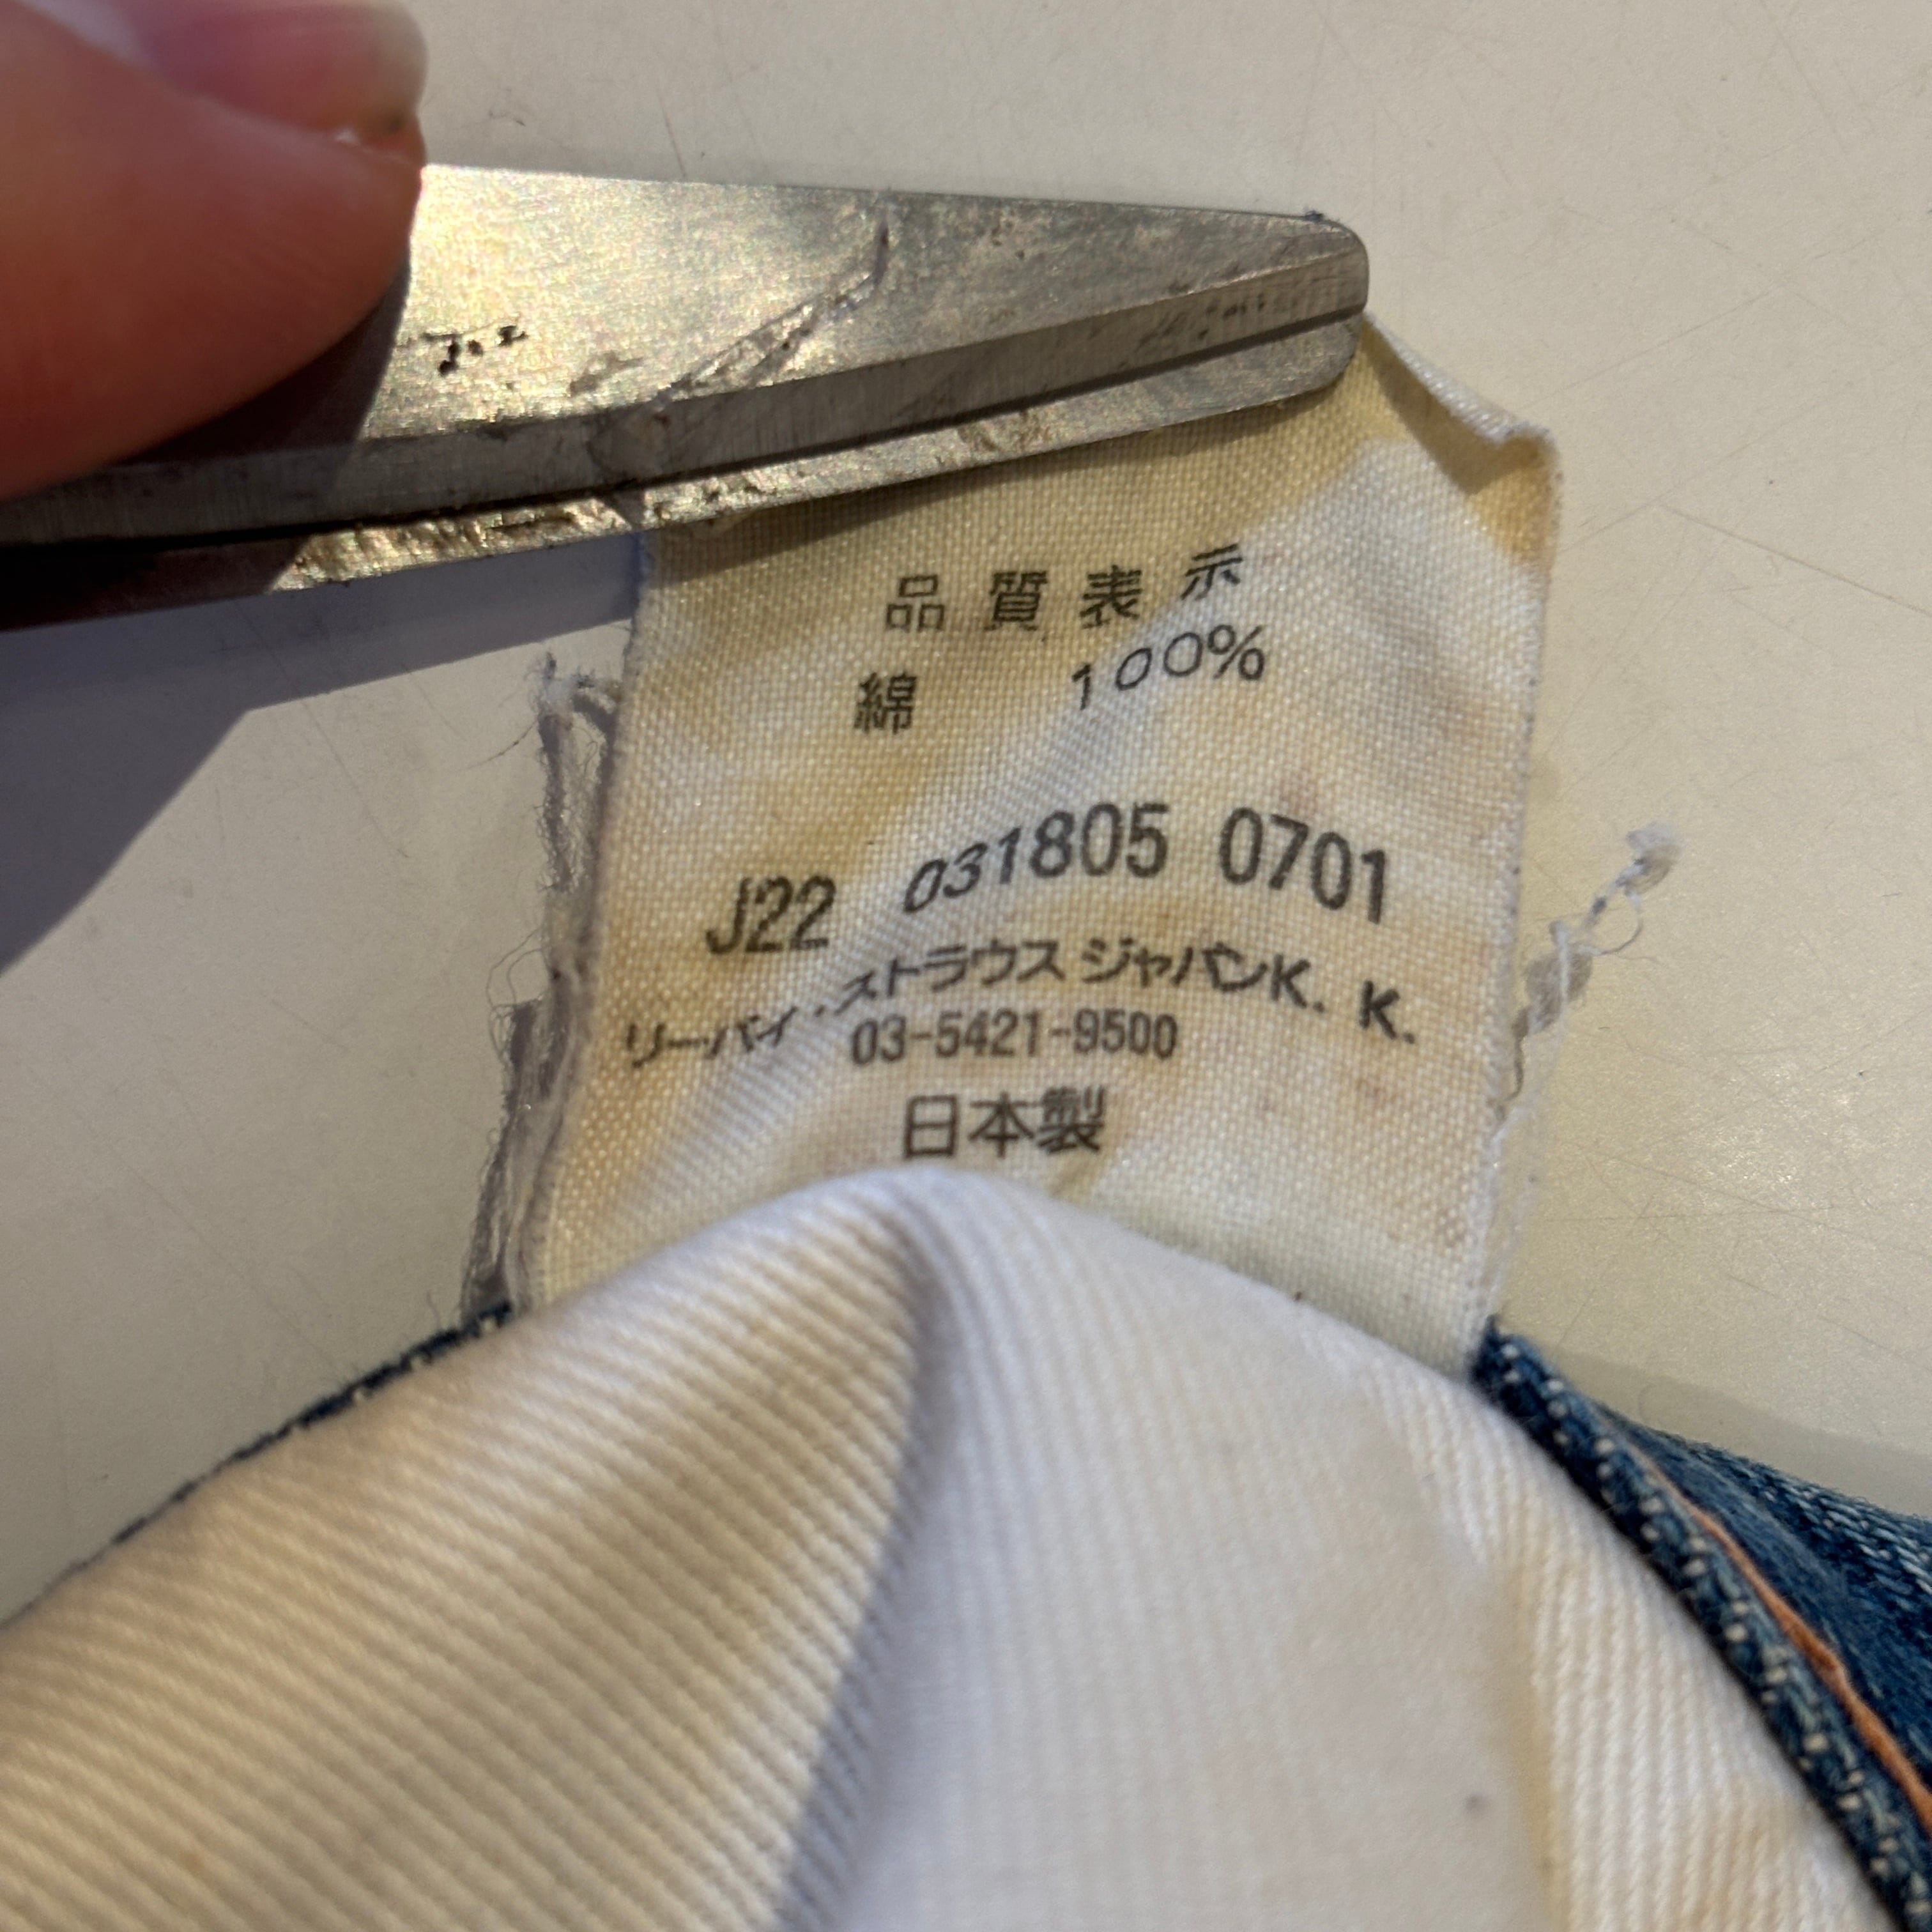 品質表示
綿 100%
J22 031805 0701
リーバイ・ストラウス ジャパンK. K.
03-5421-9500
日本製